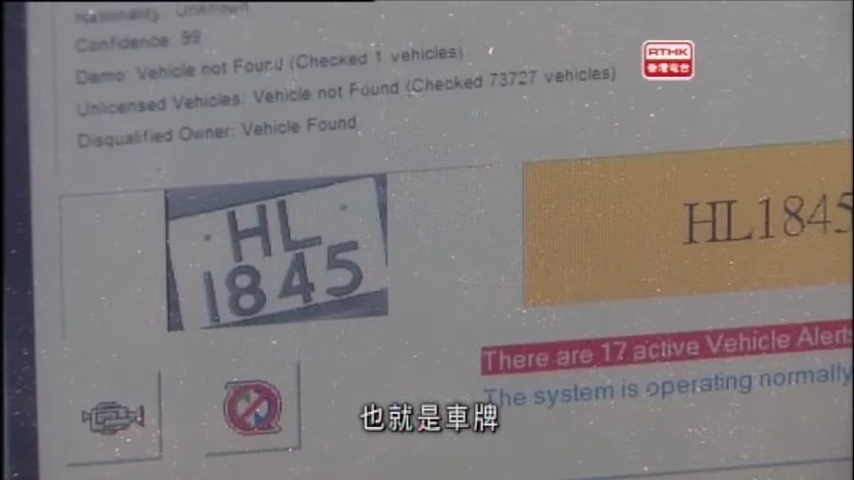 Nationality: Unknown
Confidence: 99
Demo: Vehicle not Found (Checked 1 vehicles)
Unlicensed Vehicles: Vehicle not Found (Checked 73727 vehicles)
Disqualified Owner: Vehicle Found
RTHK
香港電台
HL
1845
HL1845
There are 17 active Vehicle Alerts
The system is operating normally
也就是車牌